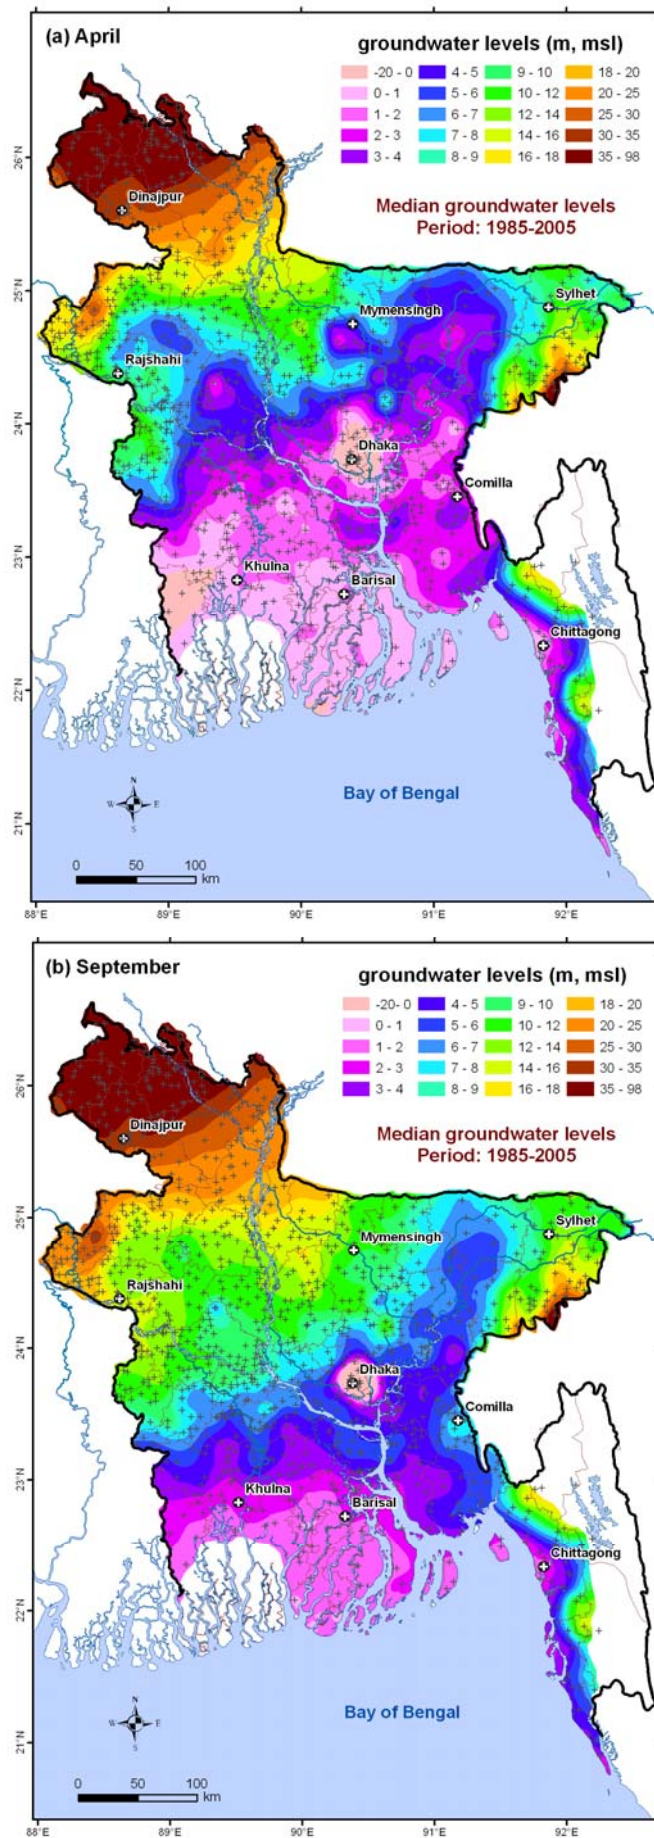 (a) April
groundwater levels (m, msl)
-20 - 0 4 - 5 9 - 10 18 - 20
0 - 1 5 - 6 10 - 12 20 - 25
1 - 2 6 - 7 12 - 14 25 - 30
2 - 3 7 - 8 14 - 16 30 - 35
3 - 4 8 - 9 16 - 18 35 - 98
Median groundwater levels
Period: 1985-2005
26°N
Dinajpur
25°N
Sylhet
Mymensingh
Rajshahi
24°N
Dhaka
Comilla
23°N
Khulna
Barisal
Chittagong
22°N
Bay of Bengal
N
W E
S
21°N
0 50 100
km
88°E 89°E 90°E 91°E 92°E
(b) September
groundwater levels (m, msl)
-20 - 0 4 - 5 9 - 10 18 - 20
0 - 1 5 - 6 10 - 12 20 - 25
1 - 2 6 - 7 12 - 14 25 - 30
2 - 3 7 - 8 14 - 16 30 - 35
3 - 4 8 - 9 16 - 18 35 - 98
Median groundwater levels
Period: 1985-2005
26°N
Dinajpur
25°N
Sylhet
Mymensingh
Rajshahi
24°N
Dhaka
Comilla
23°N
Khulna
Barisal
Chittagong
22°N
Bay of Bengal
N
W E
S
21°N
0 50 100
km
88°E 89°E 90°E 91°E 92°E